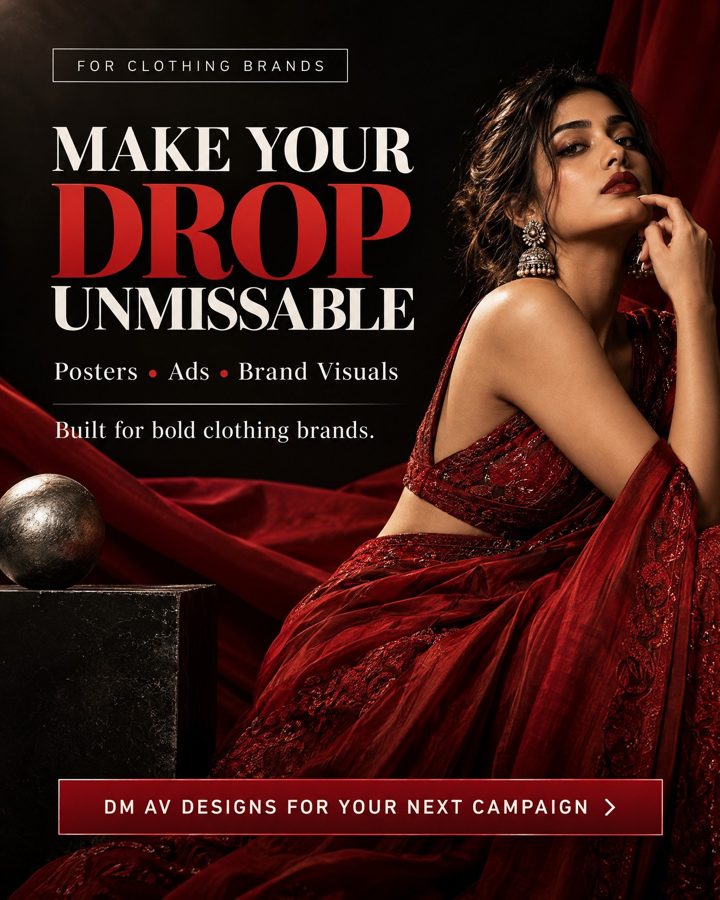 FOR CLOTHING BRANDS
MAKE YOUR
DROP
UNMISSABLE
Posters • Ads • Brand Visuals
Built for bold clothing brands.
DM AV DESIGNS FOR YOUR NEXT CAMPAIGN >